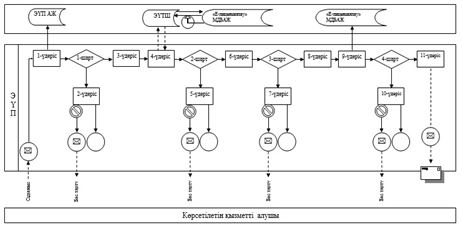 ЭҮП АЖ
ЭҮТШ
«Е-лицензиялау»
МДБАЖ
«Е-лицензиялау»
МДБАЖ
1-үдеріс
1-шарт
3-үдеріс
4-үдеріс
2-шарт
6-үдеріс
3-шарт
8-үдеріс
9-үдеріс
4-шарт
11-үдеріс
2-үдеріс
5-үдеріс
7-үдеріс
10-үдеріс
ЭҮП
Бас тарту
Бас тарту
Бас тарту
Бас тарту
Көрсетілетін қызметті алушы